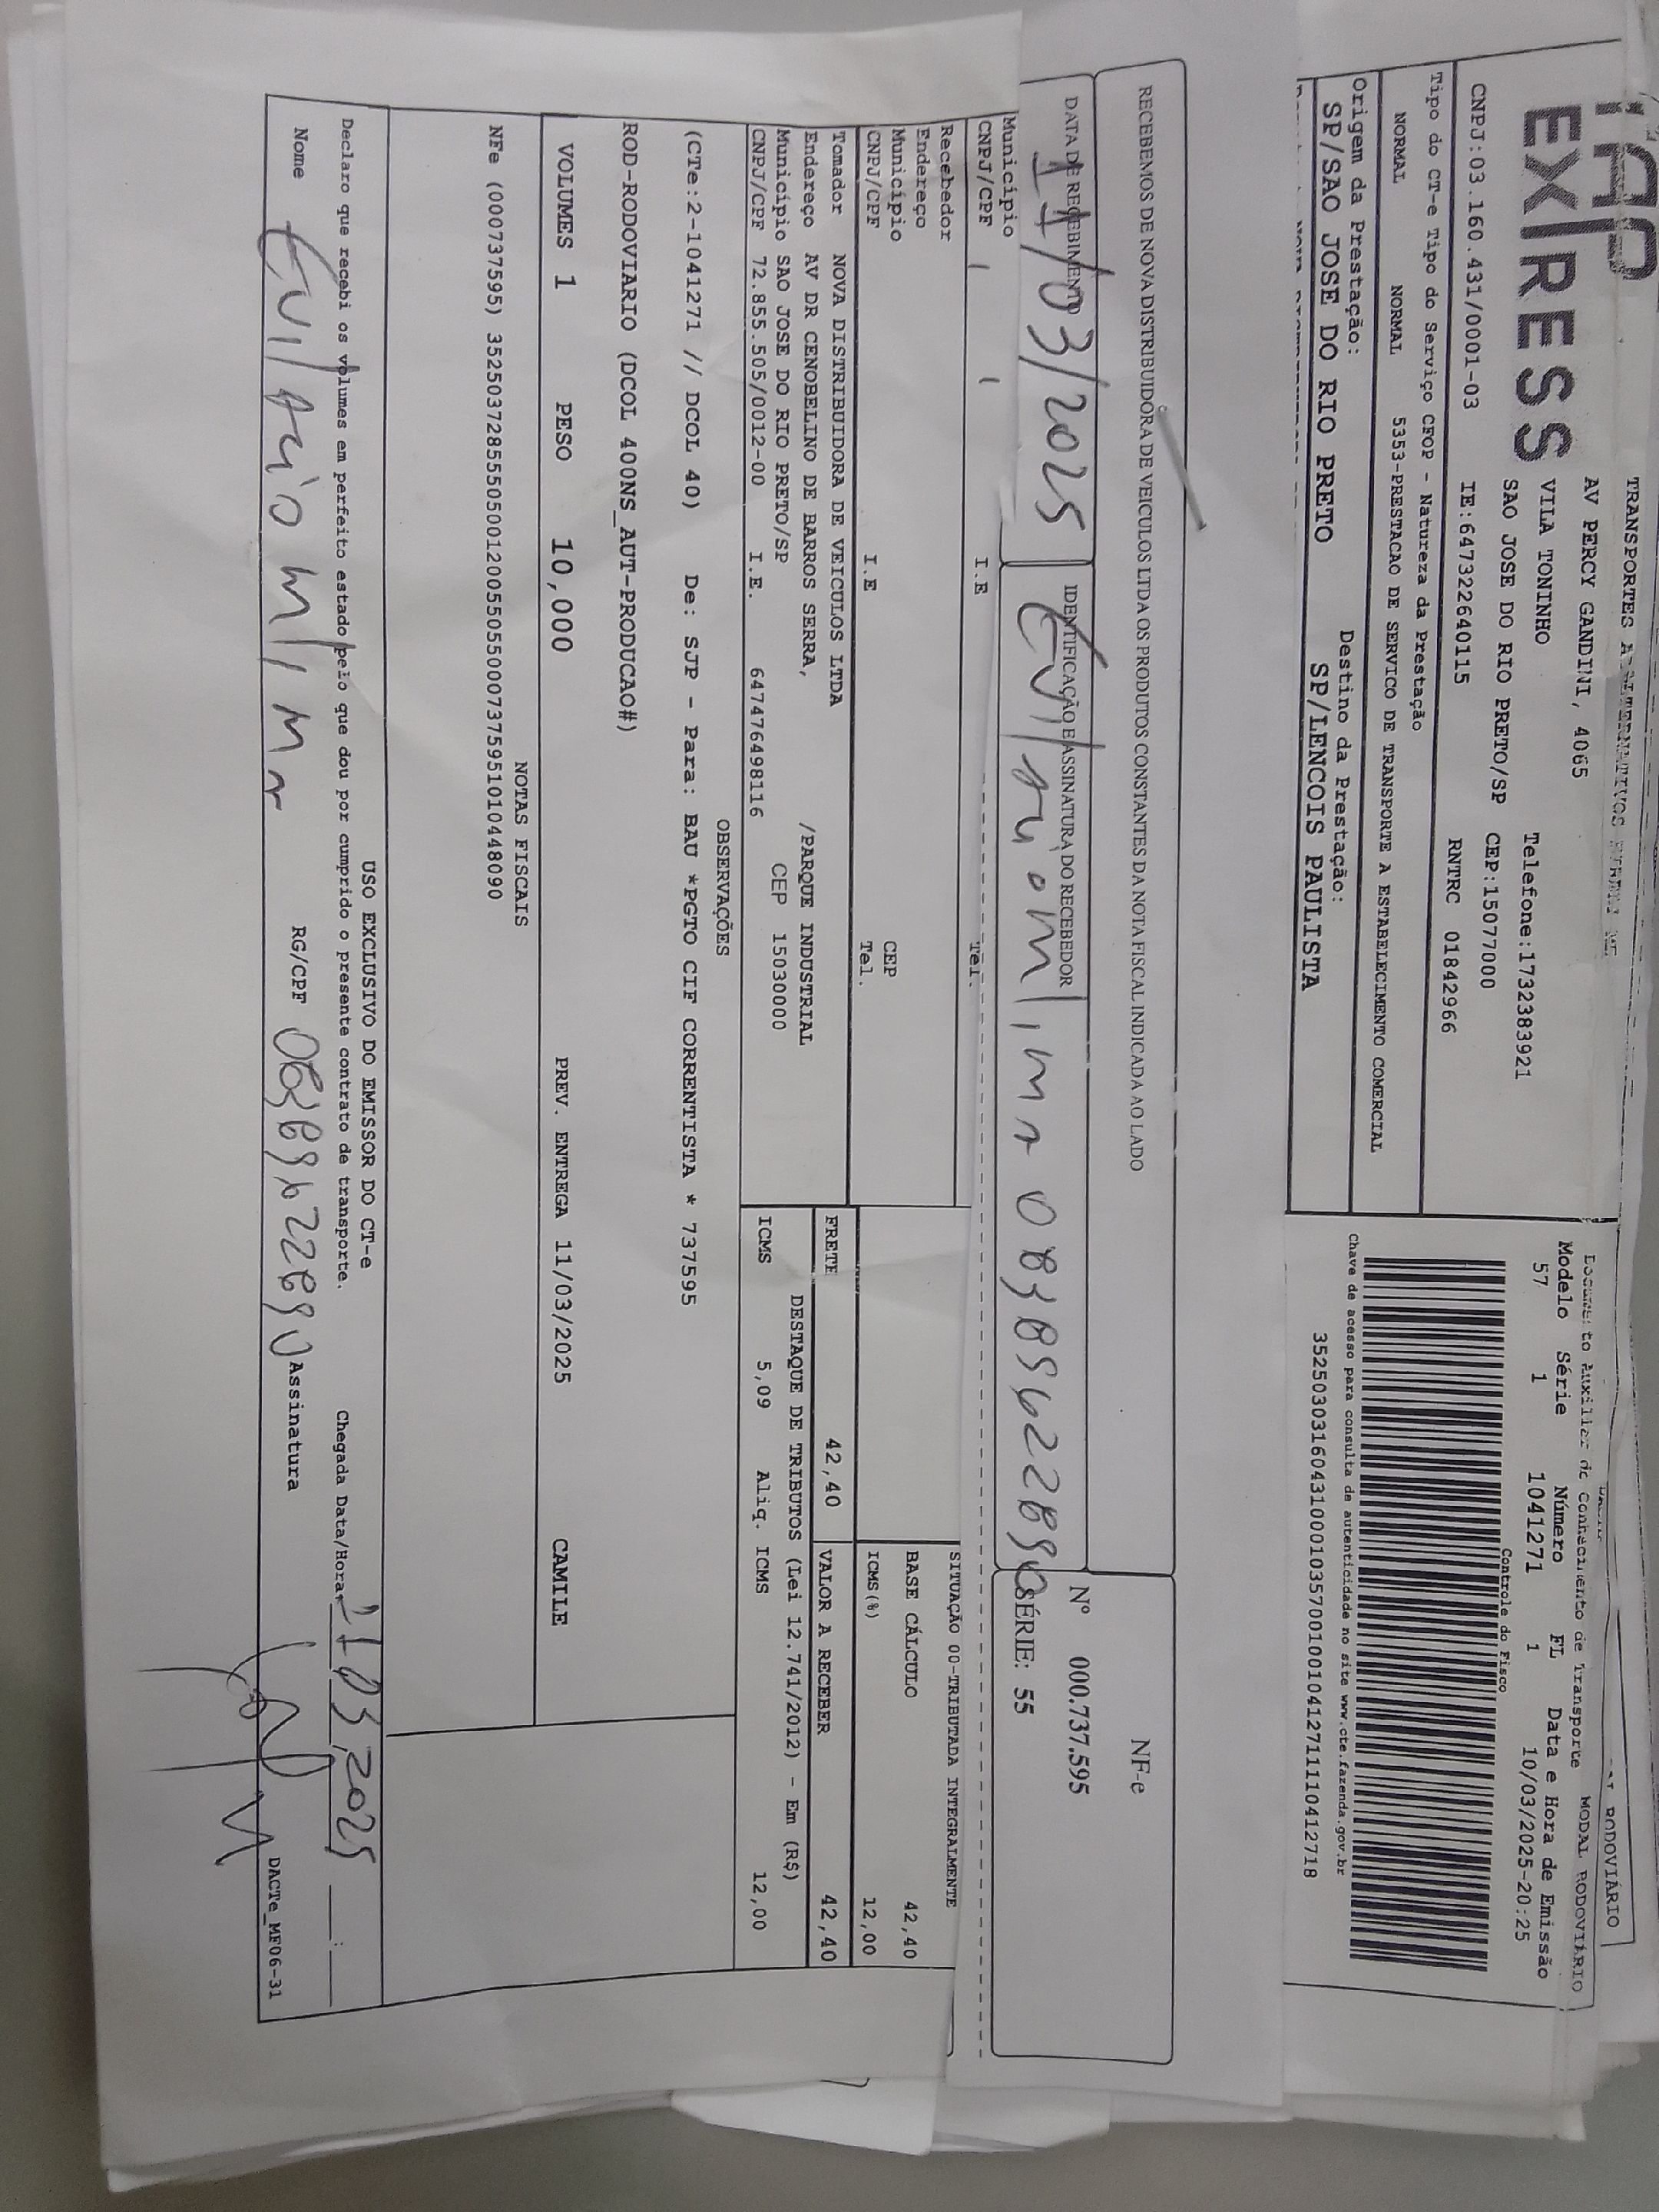 EXPRESS
TRANSPORTES ALTERNATIVOS
AV PERCY GANDINI, 4065
VILA TONINHO Telefone:1732383921
SAO JOSE DO RIO PRETO/SP CEP:15077000
CNPJ:03.160.431/0001-03 IE:647322640115 RNTRC 01842966
Tipo do CT-e Tipo do Serviço CFOP - Natureza da Prestação
NORMAL NORMAL 5353-PRESTACAO DE SERVICO DE TRANSPORTE A ESTABELECIMENTO COMERCIAL
Origem da Prestação: Destino da Prestação:
SP/SAO JOSE DO RIO PRETO SP/LENCOIS PAULISTA
RODOVIÁRIO
Documento Auxiliar de Conhecimento de Transporte MODAL RODOVIÁRIO
Modelo Série Número FL Data e Hora de Emissão
57 1 1041271 1 10/03/2025-20:25
Controle do Fisco
Chave de acesso para consulta de autenticidade no site www.cte.fazenda.gov.br
35250303160431000103570010010412711110412718
RECEBEMOS DE NOVA DISTRIBUIDORA DE VEICULOS LTDA OS PRODUTOS CONSTANTES DA NOTA FISCAL INDICADA AO LADO
NF-e
Nº 000.737.595
SÉRIE: 55
DATA DE RECEBIMENTO IDENTIFICAÇÃO E ASSINATURA DO RECEBEDOR
11/03/2025
Município
CNPJ/CPF I.E Tel.
Recebedor
Endereço
Município CEP
CNPJ/CPF I.E Tel.
Tomador NOVA DISTRIBUIDORA DE VEICULOS LTDA
Endereço AV DR CENOBELINO DE BARROS SERRA, /PARQUE INDUSTRIAL
Município SAO JOSE DO RIO PRETO/SP CEP 15030000
CNPJ/CPF 72.855.505/0012-00 I.E. 647476498116
SITUAÇÃO 00-TRIBUTADA INTEGRALMENTE
BASE CÁLCULO 42,40
ICMS(%) 12,00
FRETE 42,40 VALOR A RECEBER 42,40
DESTAQUE DE TRIBUTOS (Lei 12.741/2012) - Em (R$)
ICMS 5,09 Aliq. ICMS 12,00
OBSERVAÇÕES
(CTe:2-1041271 // DCOL 40) De: SJP - Para: BAU *PGTO CIF CORRENTISTA * 737595
ROD-RODOVIARIO (DCOL 400NS_AUT-PRODUCAO#)
VOLUMES 1 PESO 10,000 PREV. ENTREGA 11/03/2025 CAMILE
NOTAS FISCAIS
NFe (000737595) 35250372855505001200550550007375951010448090
USO EXCLUSIVO DO EMISSOR DO CT-e
Declaro que recebi os volumes em perfeito estado pelo que dou por cumprido o presente contrato de transporte. Chegada Data/Hora
Nome RG/CPF Assinatura
DACTe_MF06-31